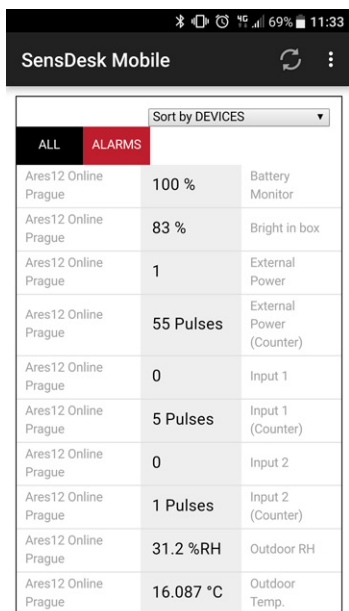 4G 69% 11:33
SensDesk Mobile
Sort by DEVICES
ALL ALARMS
Ares12 Online
Prague
100 %
Battery
Monitor
Ares12 Online
Prague
83 %
Bright in box
Ares12 Online
Prague
1
External
Power
Ares12 Online
Prague
55 Pulses
External
Power
(Counter)
Ares12 Online
Prague
0
Input 1
Ares12 Online
Prague
5 Pulses
Input 1
(Counter)
Ares12 Online
Prague
0
Input 2
Ares12 Online
Prague
1 Pulses
Input 2
(Counter)
Ares12 Online
Prague
31.2 %RH
Outdoor RH
Ares12 Online
Prague
16.087 °C
Outdoor
Temp.